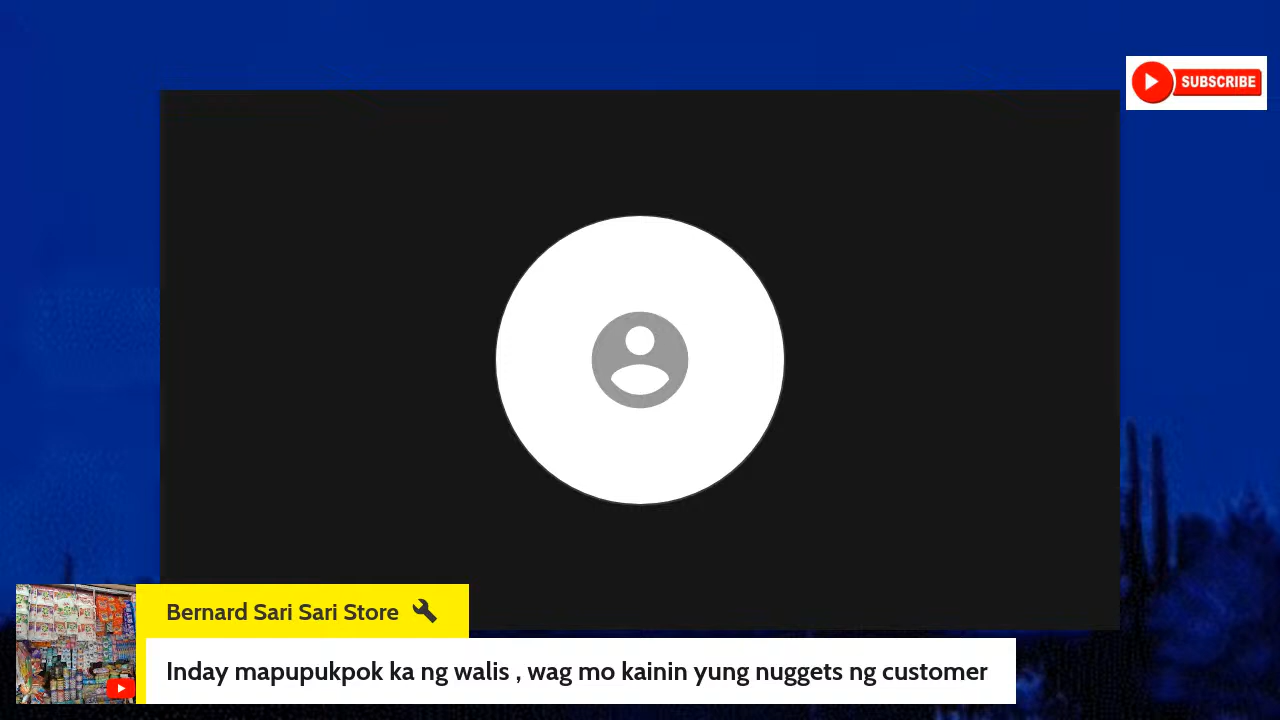 SUBSCRIBE
Bernard Sari Sari Store
Inday mapupukpok ka ng walis , wag mo kainin yung nuggets ng customer